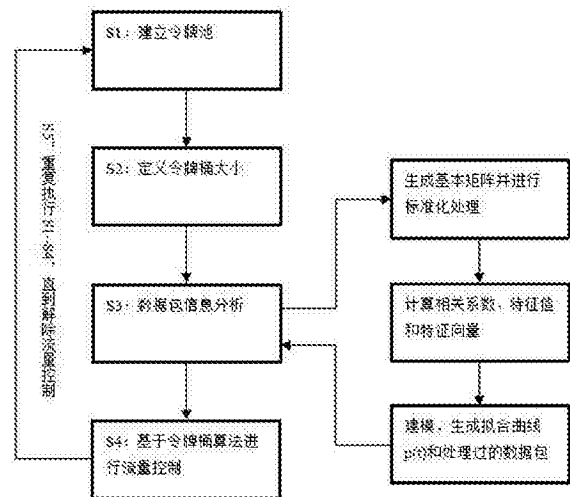 S1：建立令牌池
S2：定义令牌桶大小
S3：数据包信息分析
S4：基于令牌桶算法进
行流量控制
S5：重复执行S1-S4，直到解除流量控制
生成基本矩阵并进行
标准化处理
计算相关系数、特征值
和特征向量
建模、生成拟合曲线
p(t)和处理过的数据包